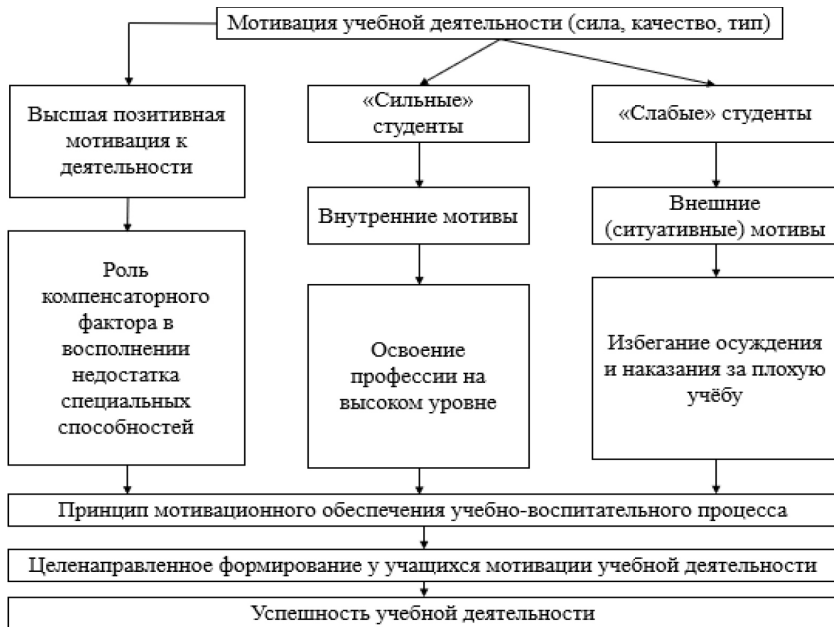 Мотивация учебной деятельности (сила, качество, тип)
Высшая позитивная
мотивация к
деятельности
«Сильные»
студенты
«Слабые» студенты
Внутренние мотивы
Внешние
(ситуативные) мотивы
Роль
компенсаторного
фактора в
восполнении
недостатка
специальных
способностей
Освоение
профессии на
высоком уровне
Избегание осуждения
и наказания за плохую
учёбу
Принцип мотивационного обеспечения учебно-воспитательного процесса
Целенаправленное формирование у учащихся мотивации учебной деятельности
Успешность учебной деятельности